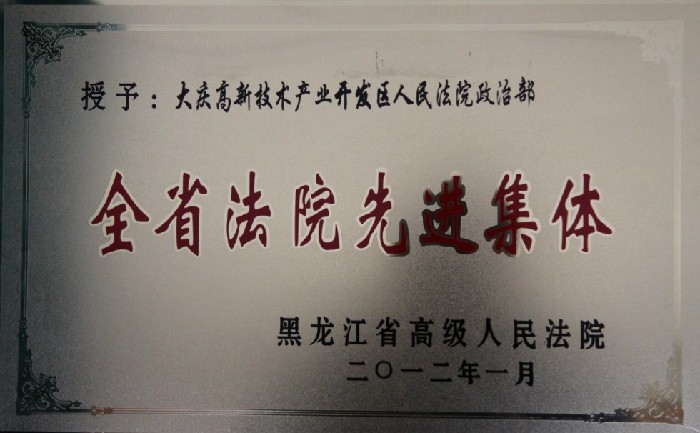 授予：大庆高新技术产业开发区人民法院政治部
全省法院先进集体
黑龙江省高级人民法院
二〇一二年一月